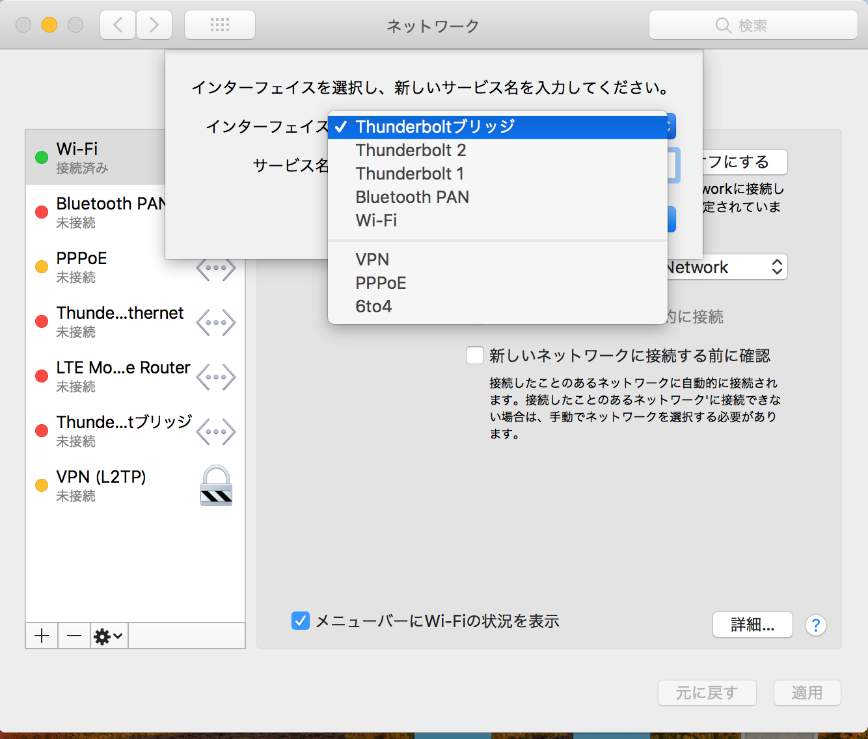 ネットワーク
検索
インターフェイスを選択し、新しいサービス名を入力してください。
インターフェイス
Thunderboltブリッジ
Thunderbolt 2
Thunderbolt 1
Bluetooth PAN
Wi-Fi
VPN
PPPoE
6to4
サービス名
Wi-Fi
接続済み
Bluetooth PAN
未接続
PPPoE
未接続
Thunde...thernet
未接続
LTE Mo...e Router
未接続
Thunde...tブリッジ
未接続
VPN (L2TP)
未接続
フにする
workに接続し
定されていま
Network
的に接続
新しいネットワークに接続する前に確認
接続したことのあるネットワークに自動的に接続され
ます。接続したことのあるネットワーク'に接続できな
い場合は、手動でネットワークを選択する必要があり
ます。
メニューバーにWi-Fiの状況を表示
詳細...
?
元に戻す
適用